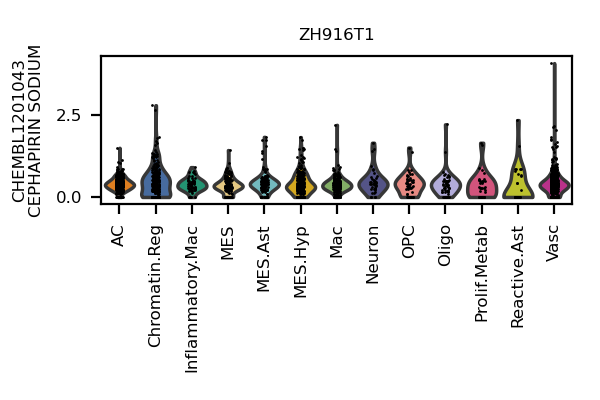 ZH916T1
CHEMBL1201043
CEPHAPIRIN SODIUM
2.5
0.0
AC
Chromatin.Reg
Inflammatory.Mac
MES
MES.Ast
MES.Hyp
Mac
Neuron
OPC
Oligo
Prolif.Metab
Reactive.Ast
Vasc